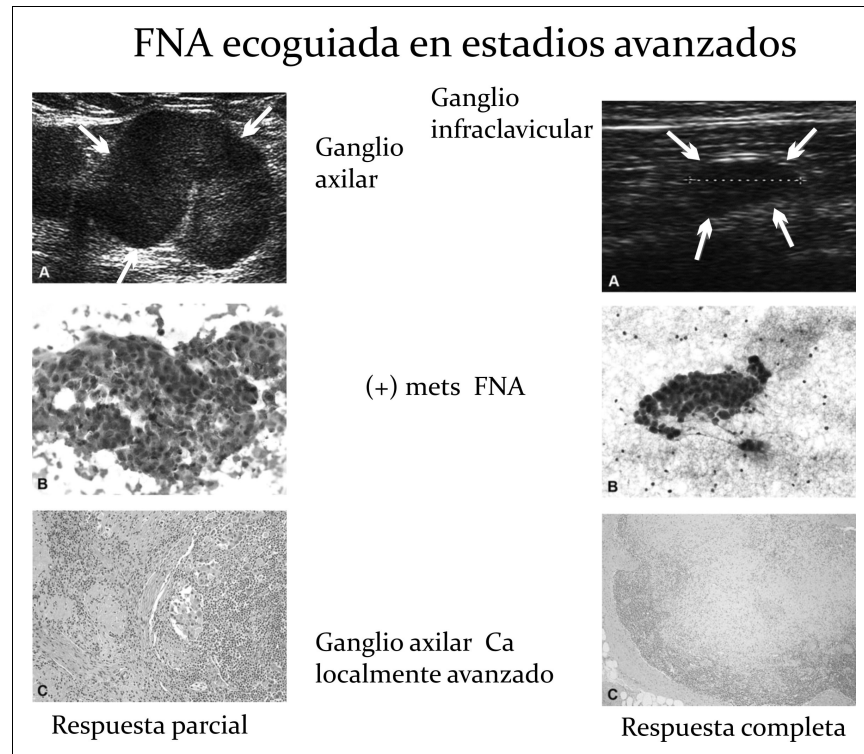 FNA ecoguiada en estadios avanzados
Ganglio
axilar
Ganglio
infraclavicular
A
A
(+) mets FNA
B
B
Ganglio axilar Ca
localmente avanzado
C
C
Respuesta parcial
Respuesta completa